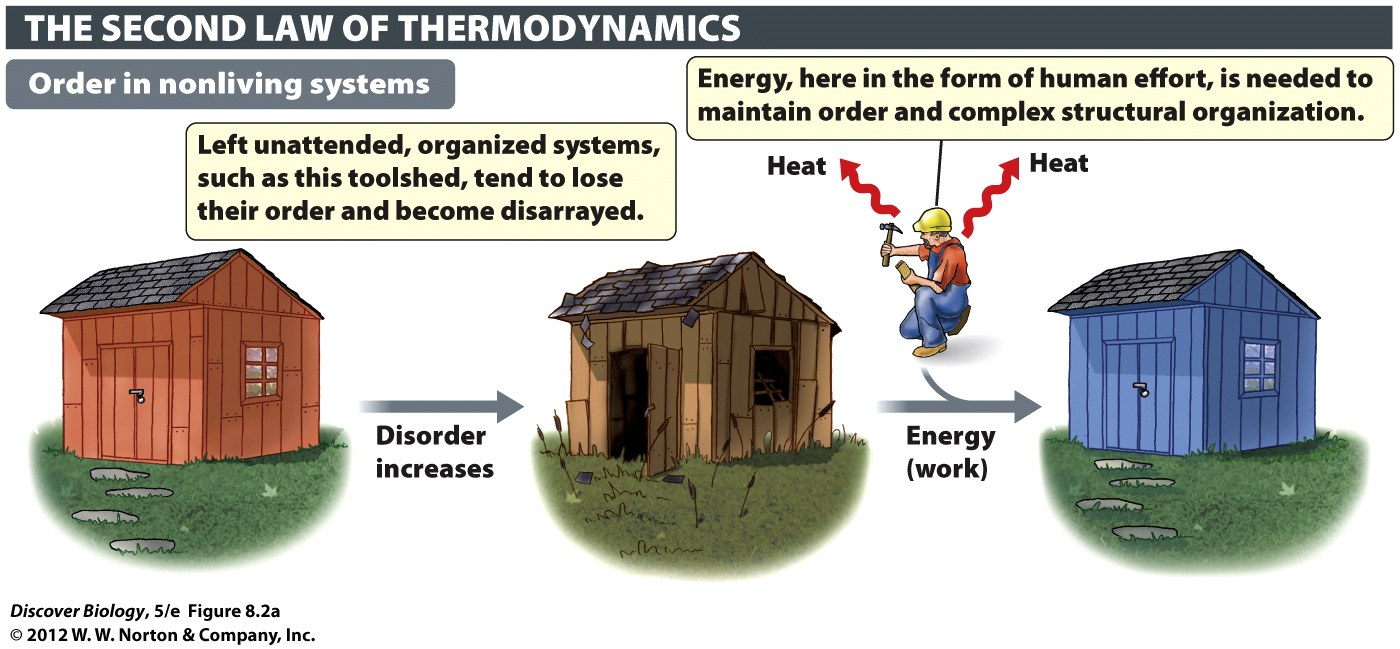 THE SECOND LAW OF THERMODYNAMICS
Order in nonliving systems
Energy, here in the form of human effort, is needed to
maintain order and complex structural organization.
Left unattended, organized systems,
such as this toolshed, tend to lose
their order and become disarrayed.
Heat
Heat
Disorder
increases
Energy
(work)
Discover Biology, 5/e Figure 8.2a
© 2012 W. W. Norton & Company, Inc.